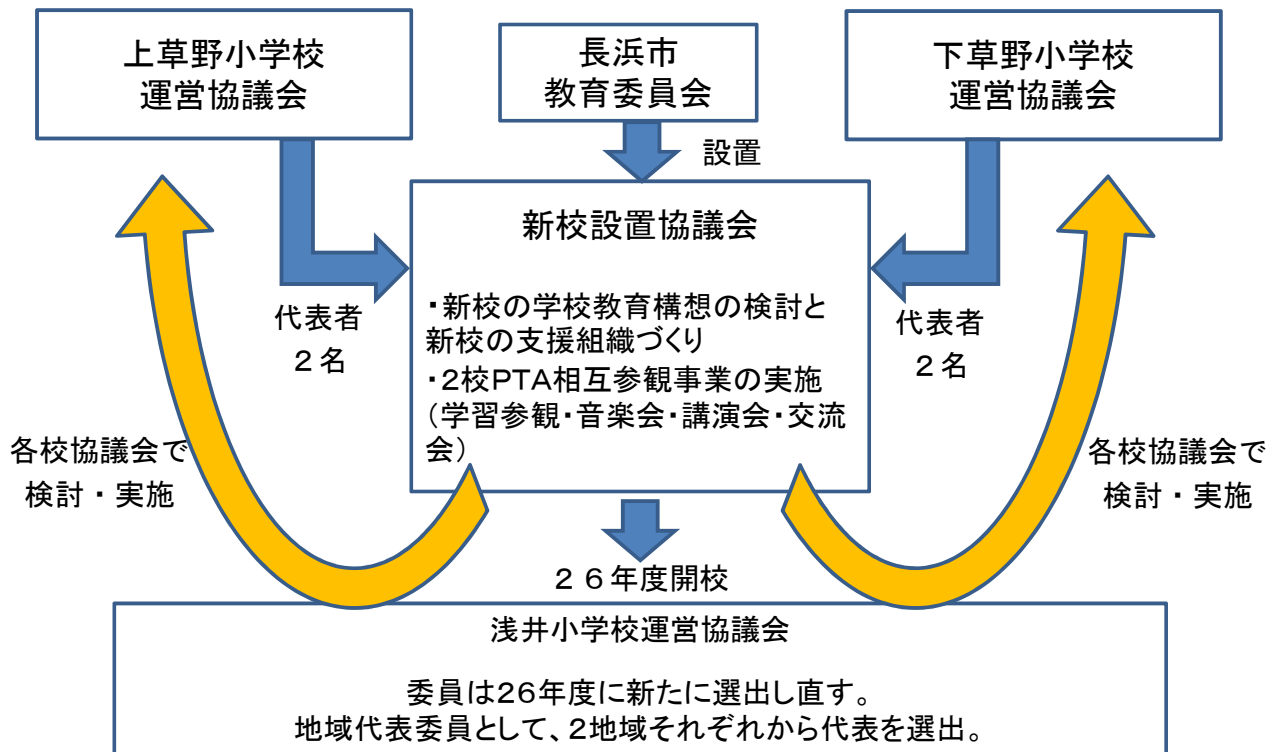 上草野小学校
運営協議会
長浜市
教育委員会
下草野小学校
運営協議会
設置
新校設置協議会
・新校の学校教育構想の検討と
新校の支援組織づくり
・2校PTA相互参観事業の実施
（学習参観・音楽会・講演会・交流
会）
代表者
２名
代表者
２名
各校協議会で
検討・実施
各校協議会で
検討・実施
２６年度開校
浅井小学校運営協議会
委員は26年度に新たに選出し直す。
地域代表委員として、2地域それぞれから代表を選出。